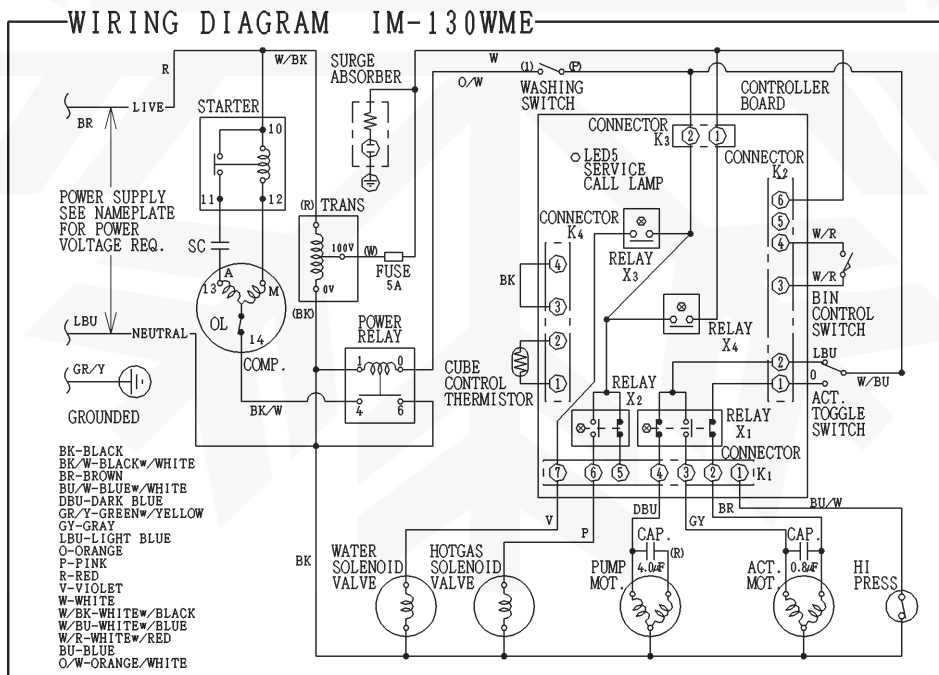 WIRING DIAGRAM IM-130WME
R
W/BK
SURGE
ABSORBER
W
O/W
(1)
(P)
WASHING
SWITCH
CONTROLLER
BOARD
LIVE
BR
STARTER
10
11
12
POWER SUPPLY
SEE NAMEPLATE
FOR POWER
VOLTAGE REQ.
SC
(R)
TRANS
100V
(W)
FUSE
5A
0V
(BK)
A
M
13
OL
14
COMP.
LBU
NEUTRAL
GR/Y
GROUNDED
POWER
RELAY
1
0
4
6
BK/W
CONNECTOR
K3
2
1
LED5
SERVICE
CALL LAMP
CONNECTOR
K2
6
5
4
3
2
1
W/R
W/R
BIN
CONTROL
SWITCH
LBU
O
W/BU
ACT.
TOGGLE
SWITCH
CONNECTOR
K4
4
3
2
1
BK
RELAY
X3
RELAY
X4
CUBE
CONTROL
THERMISTOR
RELAY
X2
RELAY
X1
CONNECTOR
K1
7
6
5
4
3
2
1
BU/W
V
P
DBU
GY
BR
BK-BLACK
BK/W-BLACKw/WHITE
BR-BROWN
BU/W-BLUEw/WHITE
DBU-DARK BLUE
GR/Y-GREENw/YELLOW
GY-GRAY
LBU-LIGHT BLUE
O-ORANGE
P-PINK
R-RED
V-VIOLET
W-WHITE
W/BK-WHITEw/BLACK
W/BU-WHITEw/BLUE
W/R-WHITEw/RED
BU-BLUE
O/W-ORANGE/WHITE
BK
WATER
SOLENOID
VALVE
HOTGAS
SOLENOID
VALVE
PUMP
MOT.
CAP.
4.0µF
(R)
ACT.
MOT.
CAP.
0.8µF
HI
PRESS